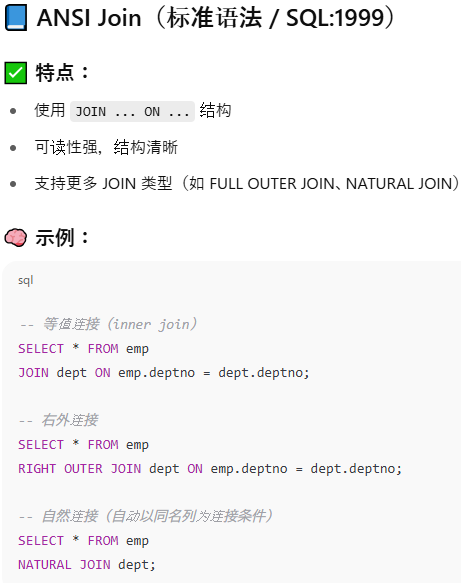 📘 ANSI Join（标准语法 / SQL:1999）
✅ 特点：
• 使用 JOIN ... ON ... 结构
• 可读性强，结构清晰
• 支持更多 JOIN 类型（如 FULL OUTER JOIN、NATURAL JOIN）
🧠 示例：
sql
-- 等值连接（inner join）
SELECT * FROM emp
JOIN dept ON emp.deptno = dept.deptno;
-- 右外连接
SELECT * FROM emp
RIGHT OUTER JOIN dept ON emp.deptno = dept.deptno;
-- 自然连接（自动以同名列为连接条件）
SELECT * FROM emp
NATURAL JOIN dept;